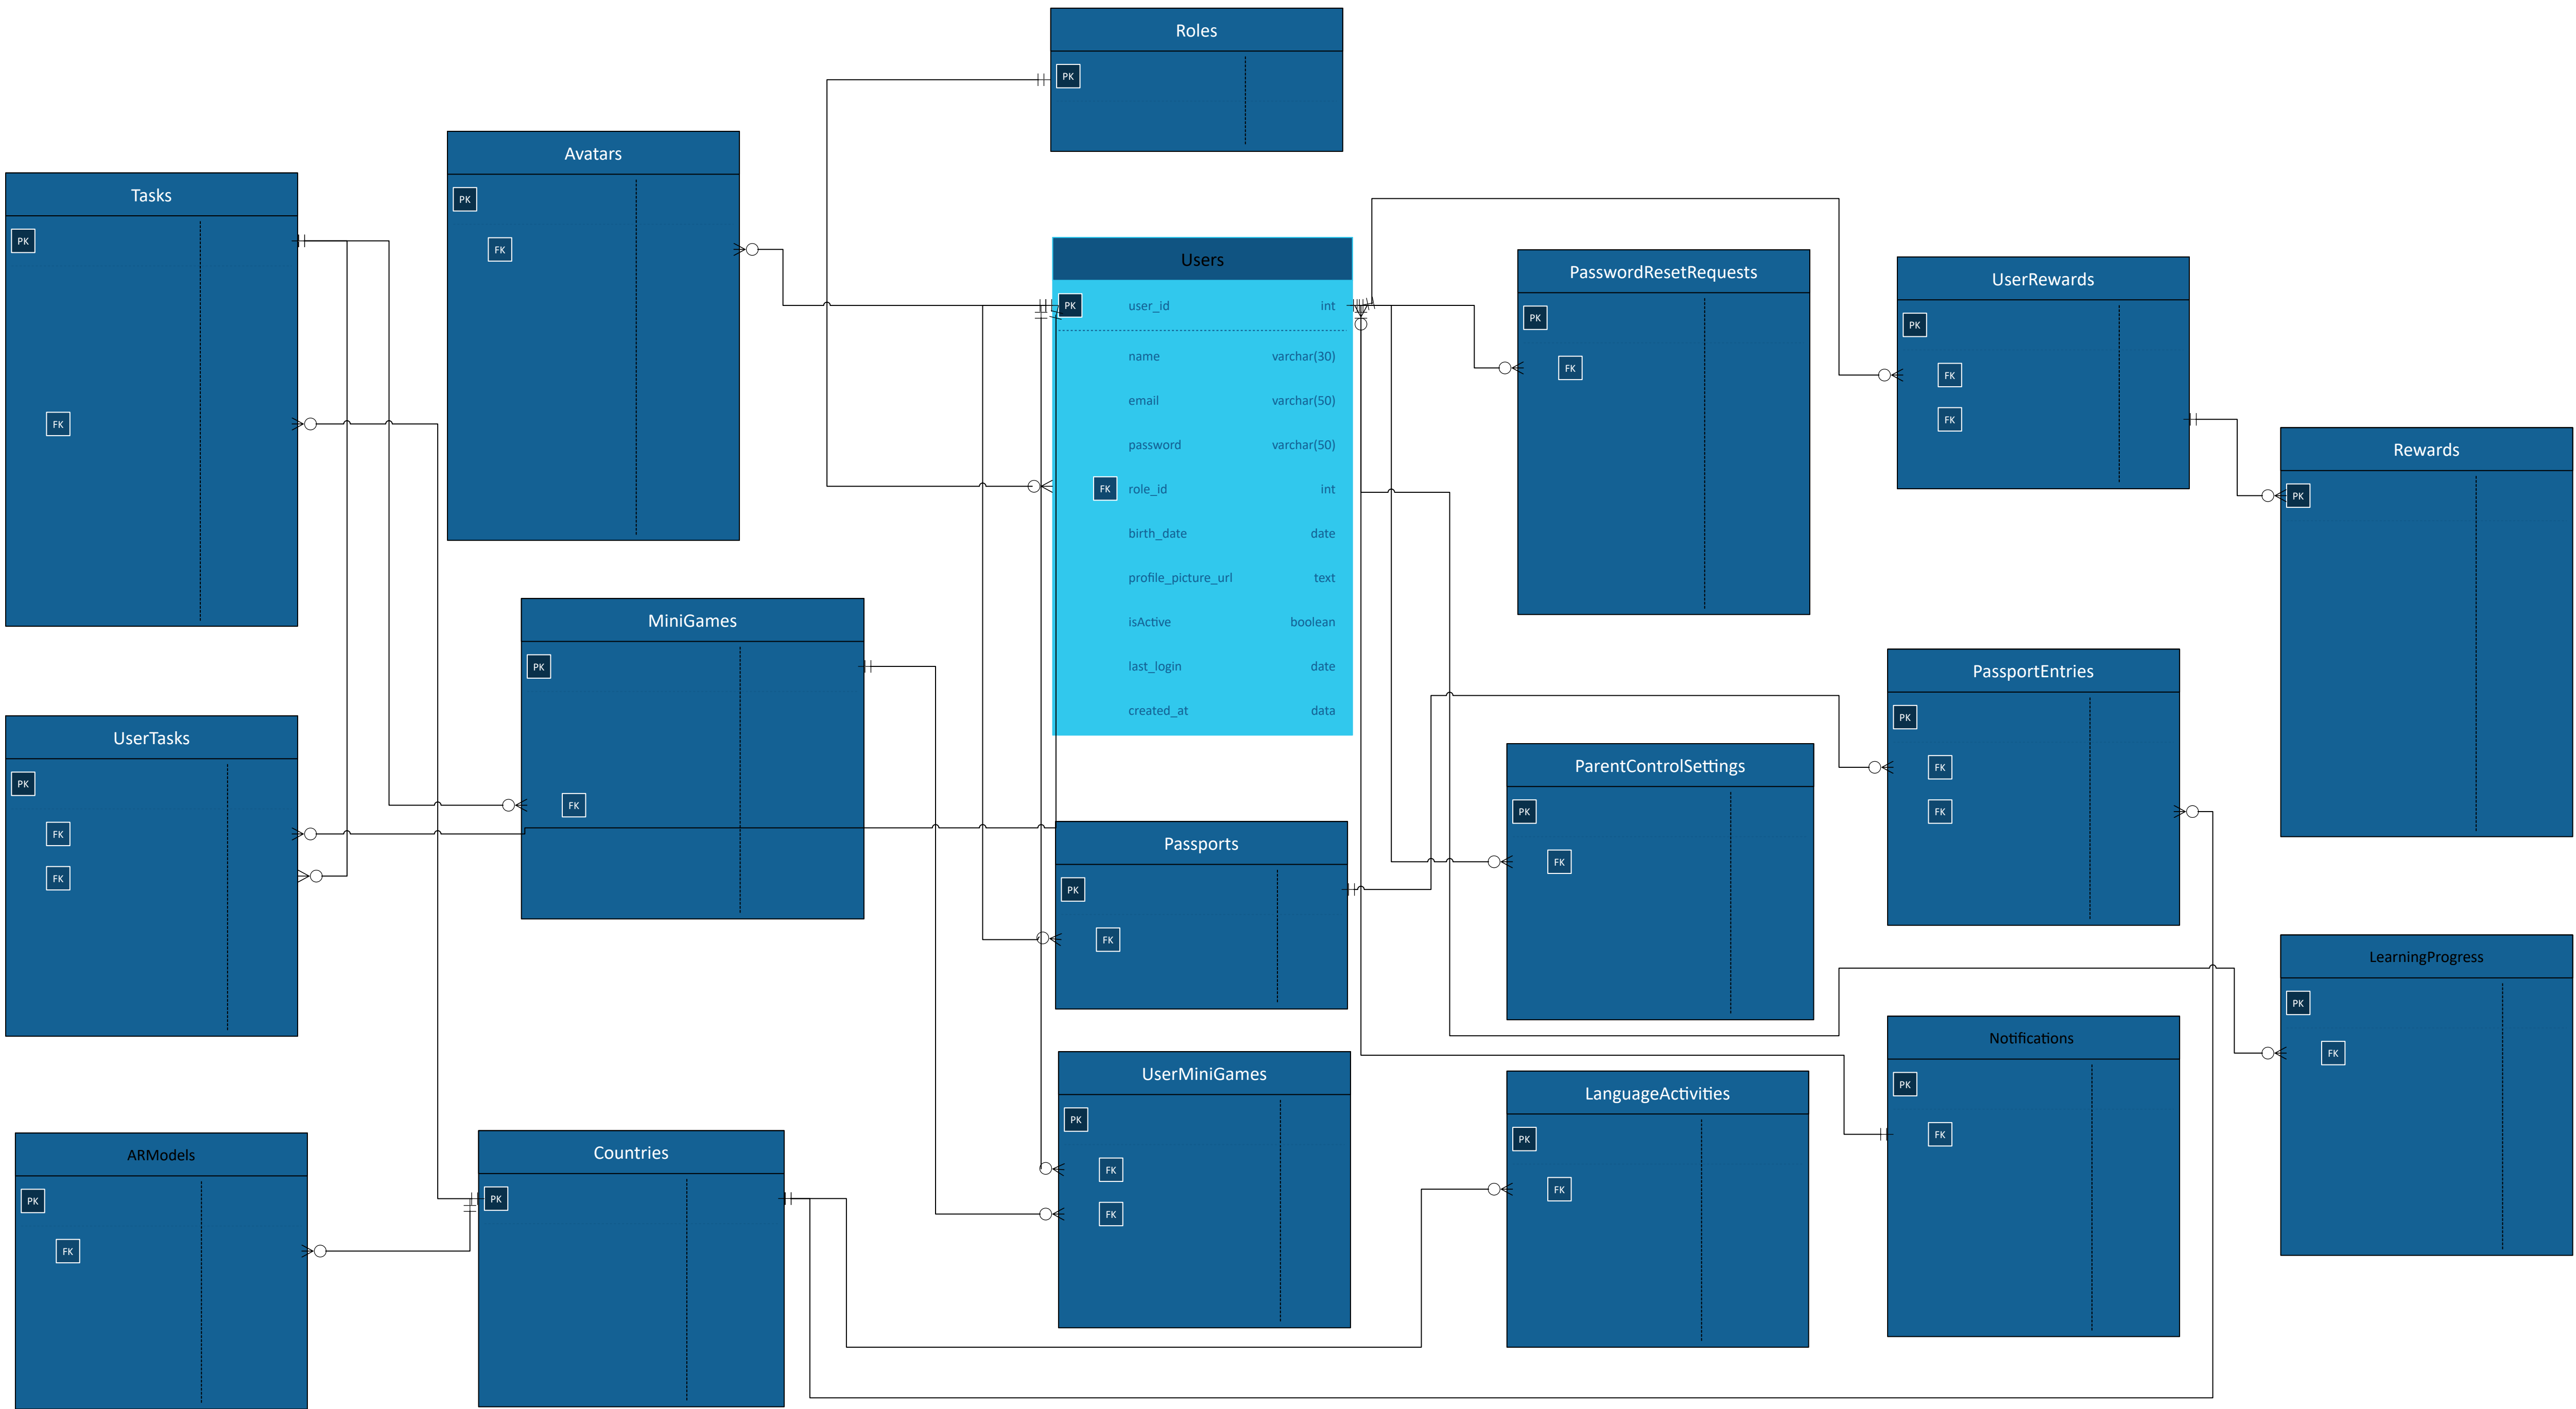 Roles
PK
Avatars
PK
FK
Tasks
PK
FK
Users
PK user_id int
name varchar(30)
email varchar(50)
password varchar(50)
FK role_id int
birth_date date
profile_picture_url text
isActive boolean
last_login date
created_at data
PasswordResetRequests
PK
FK
UserRewards
PK
FK
FK
Rewards
PK
MiniGames
PK
FK
UserTasks
PK
FK
FK
PassportEntries
PK
FK
FK
ParentControlSettings
PK
FK
Passports
PK
FK
LearningProgress
PK
FK
Notifications
PK
FK
UserMiniGames
PK
FK
FK
LanguageActivities
PK
FK
ARModels
PK
FK
Countries
PK